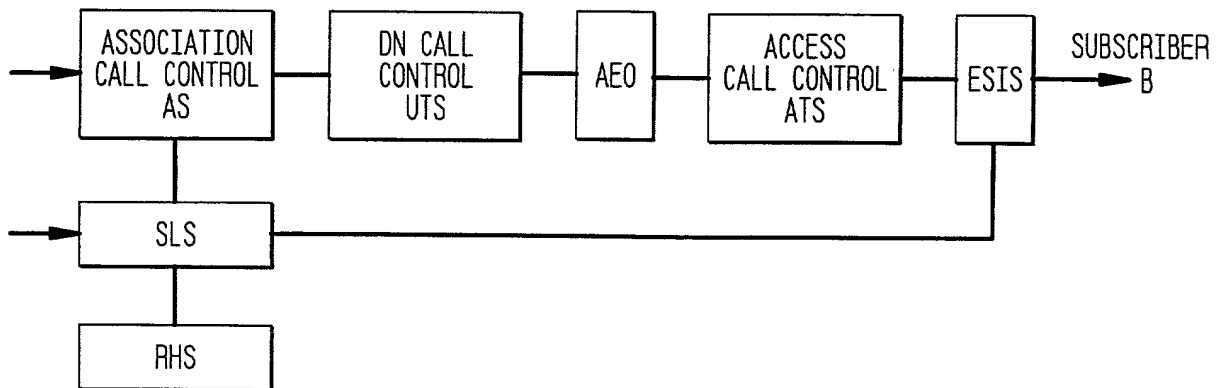 ASSOCIATION
CALL CONTROL
AS
DN CALL
CONTROL
UTS
AEO
ACCESS
CALL CONTROL
ATS
ESIS
SUBSCRIBER
B
SLS
RHS